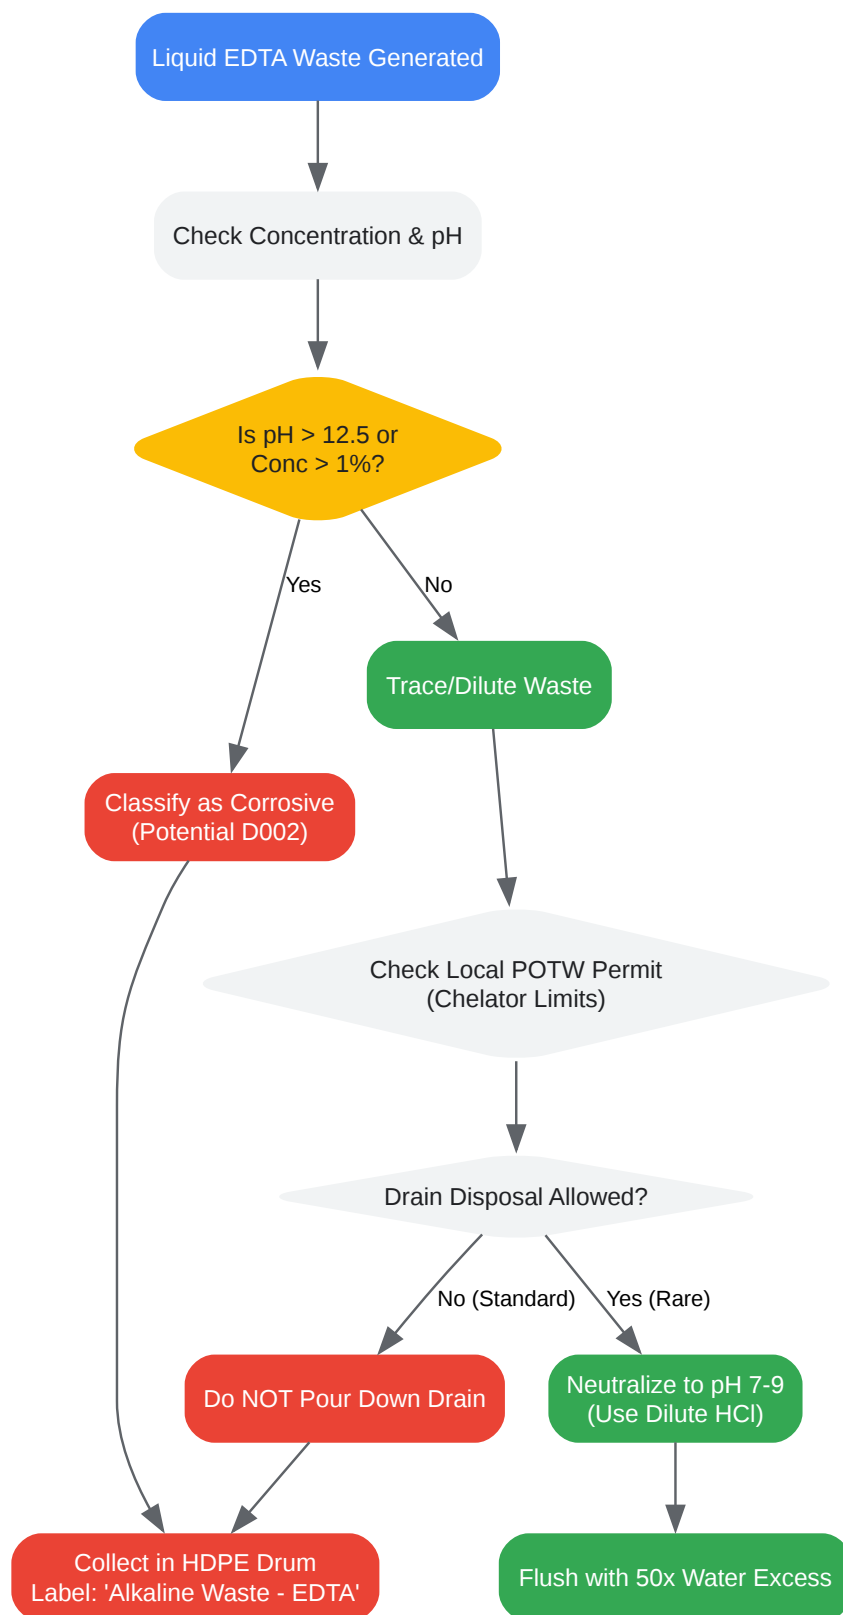 Liquid EDTA Waste Generated
Check Concentration & pH
Is pH > 12.5 or
Conc > 1%?
Yes
No
Trace/Dilute Waste
Classify as Corrosive
(Potential D002)
Check Local POTW Permit
(Chelator Limits)
Drain Disposal Allowed?
No (Standard)
Yes (Rare)
Do NOT Pour Down Drain
Neutralize to pH 7-9
(Use Dilute HCl)
Collect in HDPE Drum
Label: 'Alkaline Waste - EDTA'
Flush with 50x Water Excess